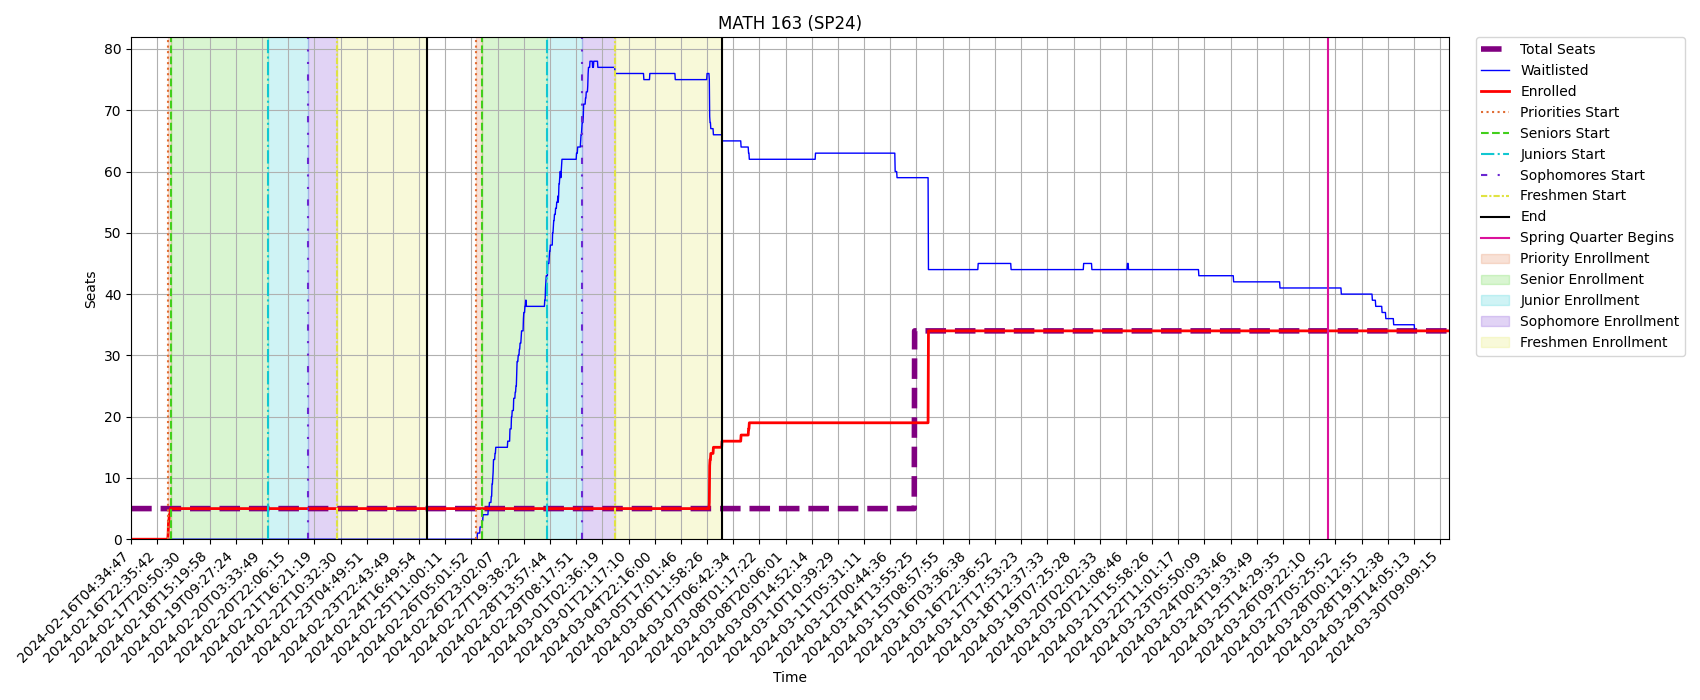 MATH 163 (SP24)
Seats
80
70
60
50
40
30
20
10
0
2024-02-16T04:34:47
2024-02-16T22:35:42
2024-02-17T20:50:30
2024-02-18T15:19:58
2024-02-19T09:27:24
2024-02-20T03:33:49
2024-02-20T22:06:15
2024-02-21T16:21:19
2024-02-22T10:32:30
2024-02-23T04:49:51
2024-02-23T22:43:49
2024-02-24T16:49:54
2024-02-25T11:00:11
2024-02-26T05:01:52
2024-02-26T23:02:07
2024-02-27T19:38:22
2024-02-28T13:57:44
2024-02-29T08:17:51
2024-03-01T02:36:19
2024-03-01T21:17:10
2024-03-04T22:16:00
2024-03-05T17:01:46
2024-03-06T11:58:26
2024-03-07T06:42:34
2024-03-08T01:17:22
2024-03-08T20:06:01
2024-03-09T14:52:14
2024-03-10T10:39:29
2024-03-11T05:31:11
2024-03-12T00:44:36
2024-03-14T13:55:25
2024-03-15T08:57:55
2024-03-16T03:36:38
2024-03-16T22:36:52
2024-03-17T17:53:23
2024-03-18T12:37:33
2024-03-19T07:25:28
2024-03-20T02:02:33
2024-03-20T21:08:46
2024-03-21T15:58:26
2024-03-22T11:01:17
2024-03-23T05:50:09
2024-03-24T00:33:46
2024-03-24T19:33:49
2024-03-25T14:29:35
2024-03-26T09:22:10
2024-03-27T05:25:52
2024-03-28T00:12:55
2024-03-28T19:12:38
2024-03-29T14:05:13
2024-03-30T09:09:15
Time
Total Seats
Waitlisted
Enrolled
Priorities Start
Seniors Start
Juniors Start
Sophomores Start
Freshmen Start
End
Spring Quarter Begins
Priority Enrollment
Senior Enrollment
Junior Enrollment
Sophomore Enrollment
Freshmen Enrollment